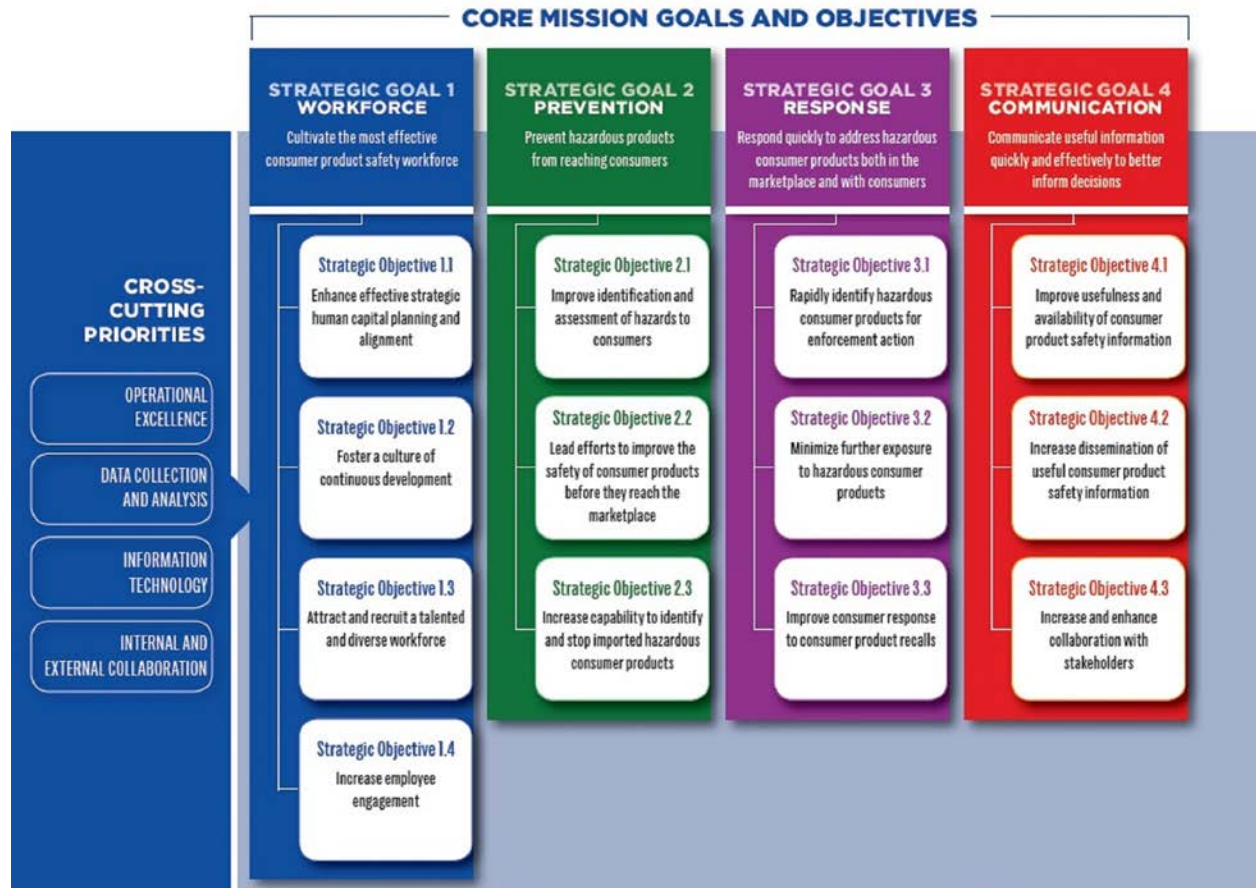 CORE MISSION GOALS AND OBJECTIVES
STRATEGIC GOAL 1
WORKFORCE
Cultivate the most effective
consumer product safety workforce
STRATEGIC GOAL 2
PREVENTION
Prevent hazardous products
from reaching consumers
STRATEGIC GOAL 3
RESPONSE
Respond quickly to address hazardous
consumer products both in the
marketplace and with consumers
STRATEGIC GOAL 4
COMMUNICATION
Communicate useful information
quickly and effectively to better
inform decisions
CROSS-
CUTTING
PRIORITIES
OPERATIONAL
EXCELLENCE
DATA COLLECTION
AND ANALYSIS
INFORMATION
TECHNOLOGY
INTERNAL AND
EXTERNAL COLLABORATION
Strategic Objective 1.1
Enhance effective strategic
human capital planning and
alignment
Strategic Objective 1.2
Foster a culture of
continuous development
Strategic Objective 1.3
Attract and recruit a talented
and diverse workforce
Strategic Objective 1.4
Increase employee
engagement
Strategic Objective 2.1
Improve identification and
assessment of hazards to
consumers
Strategic Objective 2.2
Lead efforts to improve the
safety of consumer products
before they reach the
marketplace
Strategic Objective 2.3
Increase capability to identify
and stop imported hazardous
consumer products
Strategic Objective 3.1
Rapidly identify hazardous
consumer products for
enforcement action
Strategic Objective 3.2
Minimize further exposure
to hazardous consumer
products
Strategic Objective 3.3
Improve consumer response
to consumer product recalls
Strategic Objective 4.1
Improve usefulness and
availability of consumer
product safety information
Strategic Objective 4.2
Increase dissemination of
useful consumer product
safety information
Strategic Objective 4.3
Increase and enhance
collaboration with
stakeholders